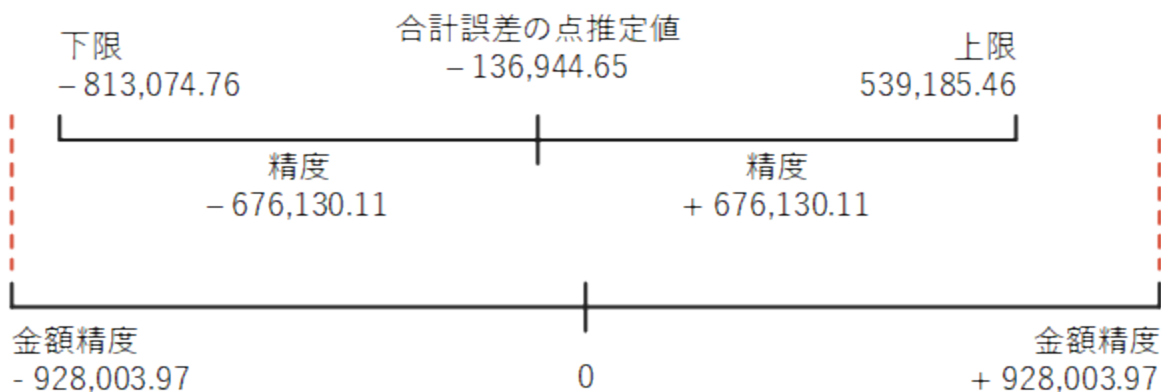 合計誤差の点推定値
– 136,944.65
下限
– 813,074.76
上限
539,185.46
精度
– 676,130.11
精度
+ 676,130.11
金額精度
- 928,003.97
0
金額精度
+ 928,003.97